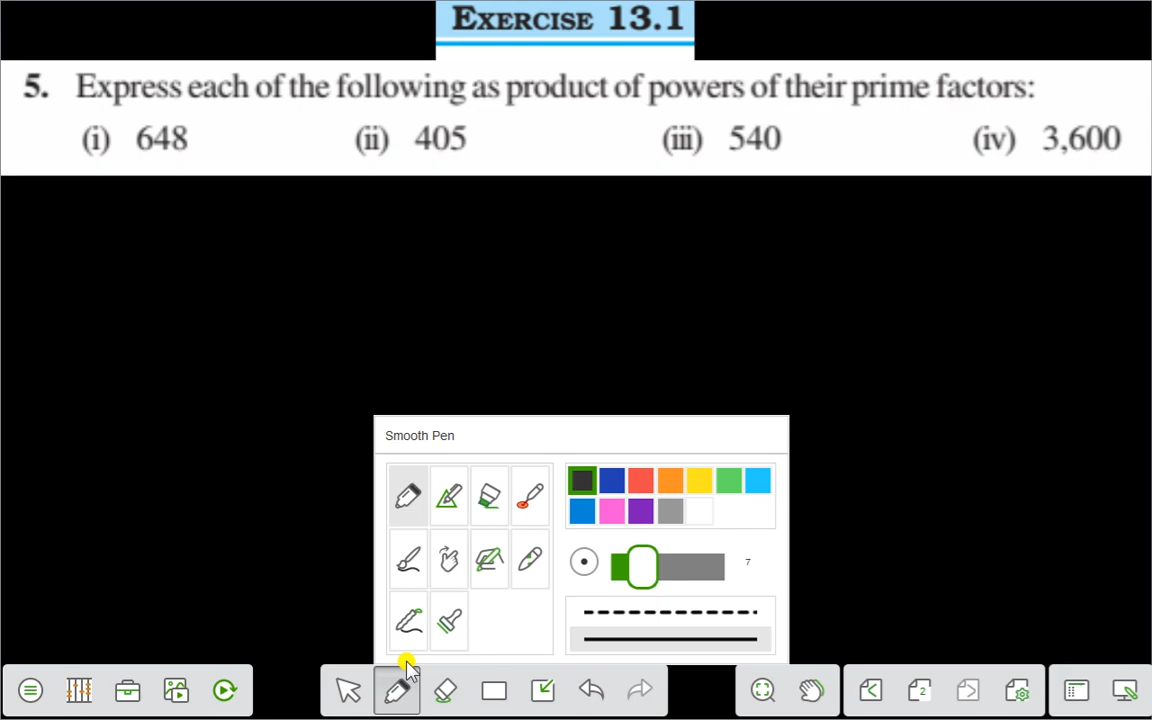 EXERCISE 13.1
5. Express each of the following as product of powers of their prime factors:
(i) 648 (ii) 405 (iii) 540 (iv) 3,600
Smooth Pen
7
2